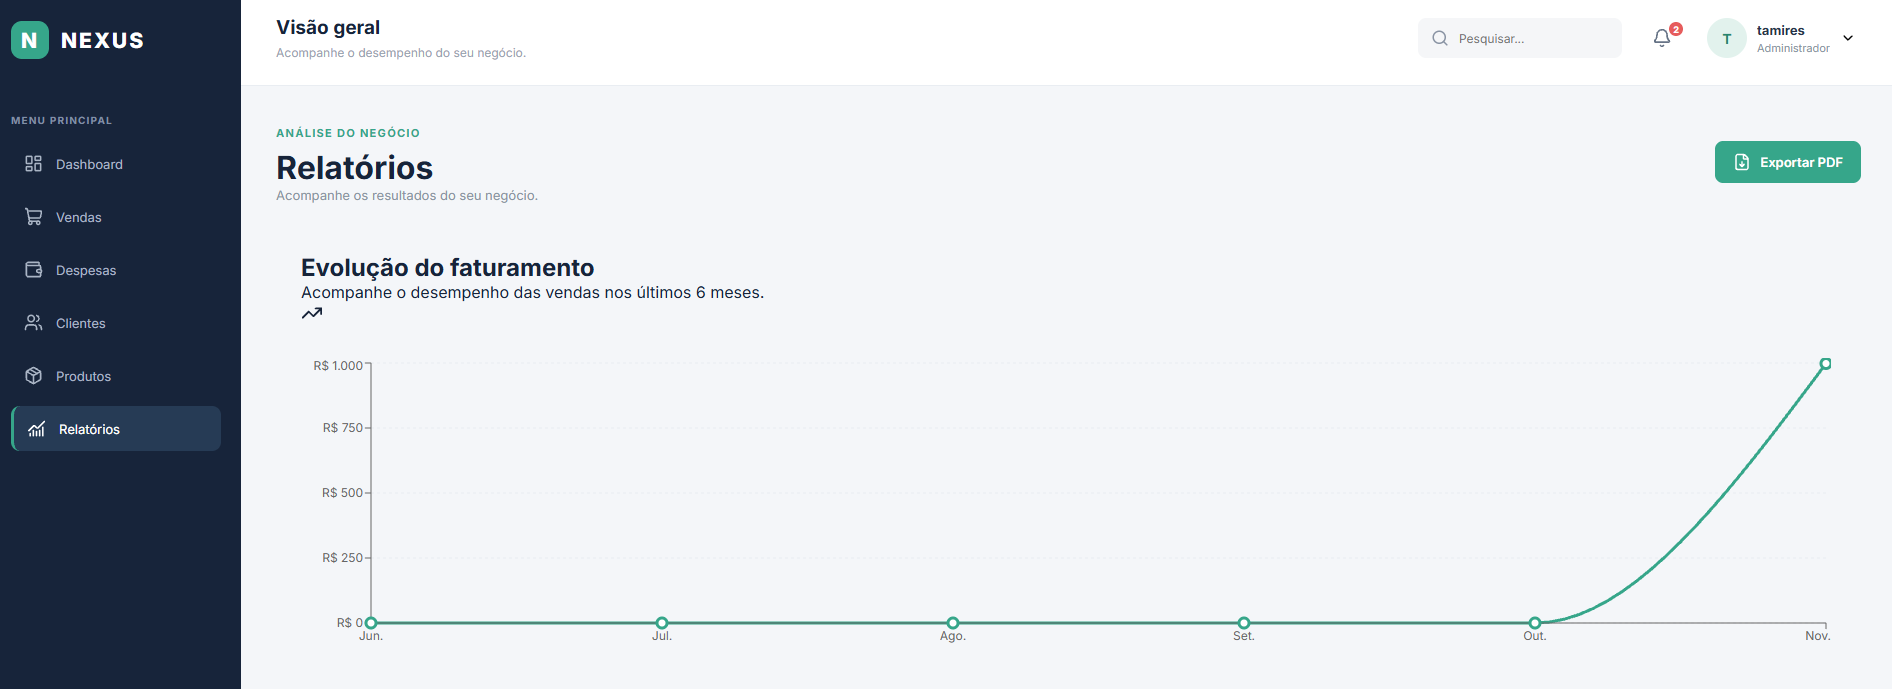 N NEXUS
MENU PRINCIPAL
Dashboard
Vendas
Despesas
Clientes
Produtos
Relatórios
Visão geral
Acompanhe o desempenho do seu negócio.
Pesquisar...
2
T
tamires
Administrador
ANÁLISE DO NEGÓCIO
Relatórios
Acompanhe os resultados do seu negócio.
Exportar PDF
Evolução do faturamento
Acompanhe o desempenho das vendas nos últimos 6 meses.
R$ 1.000
R$ 750
R$ 500
R$ 250
R$ 0
Jun. Jul. Ago. Set. Out. Nov.